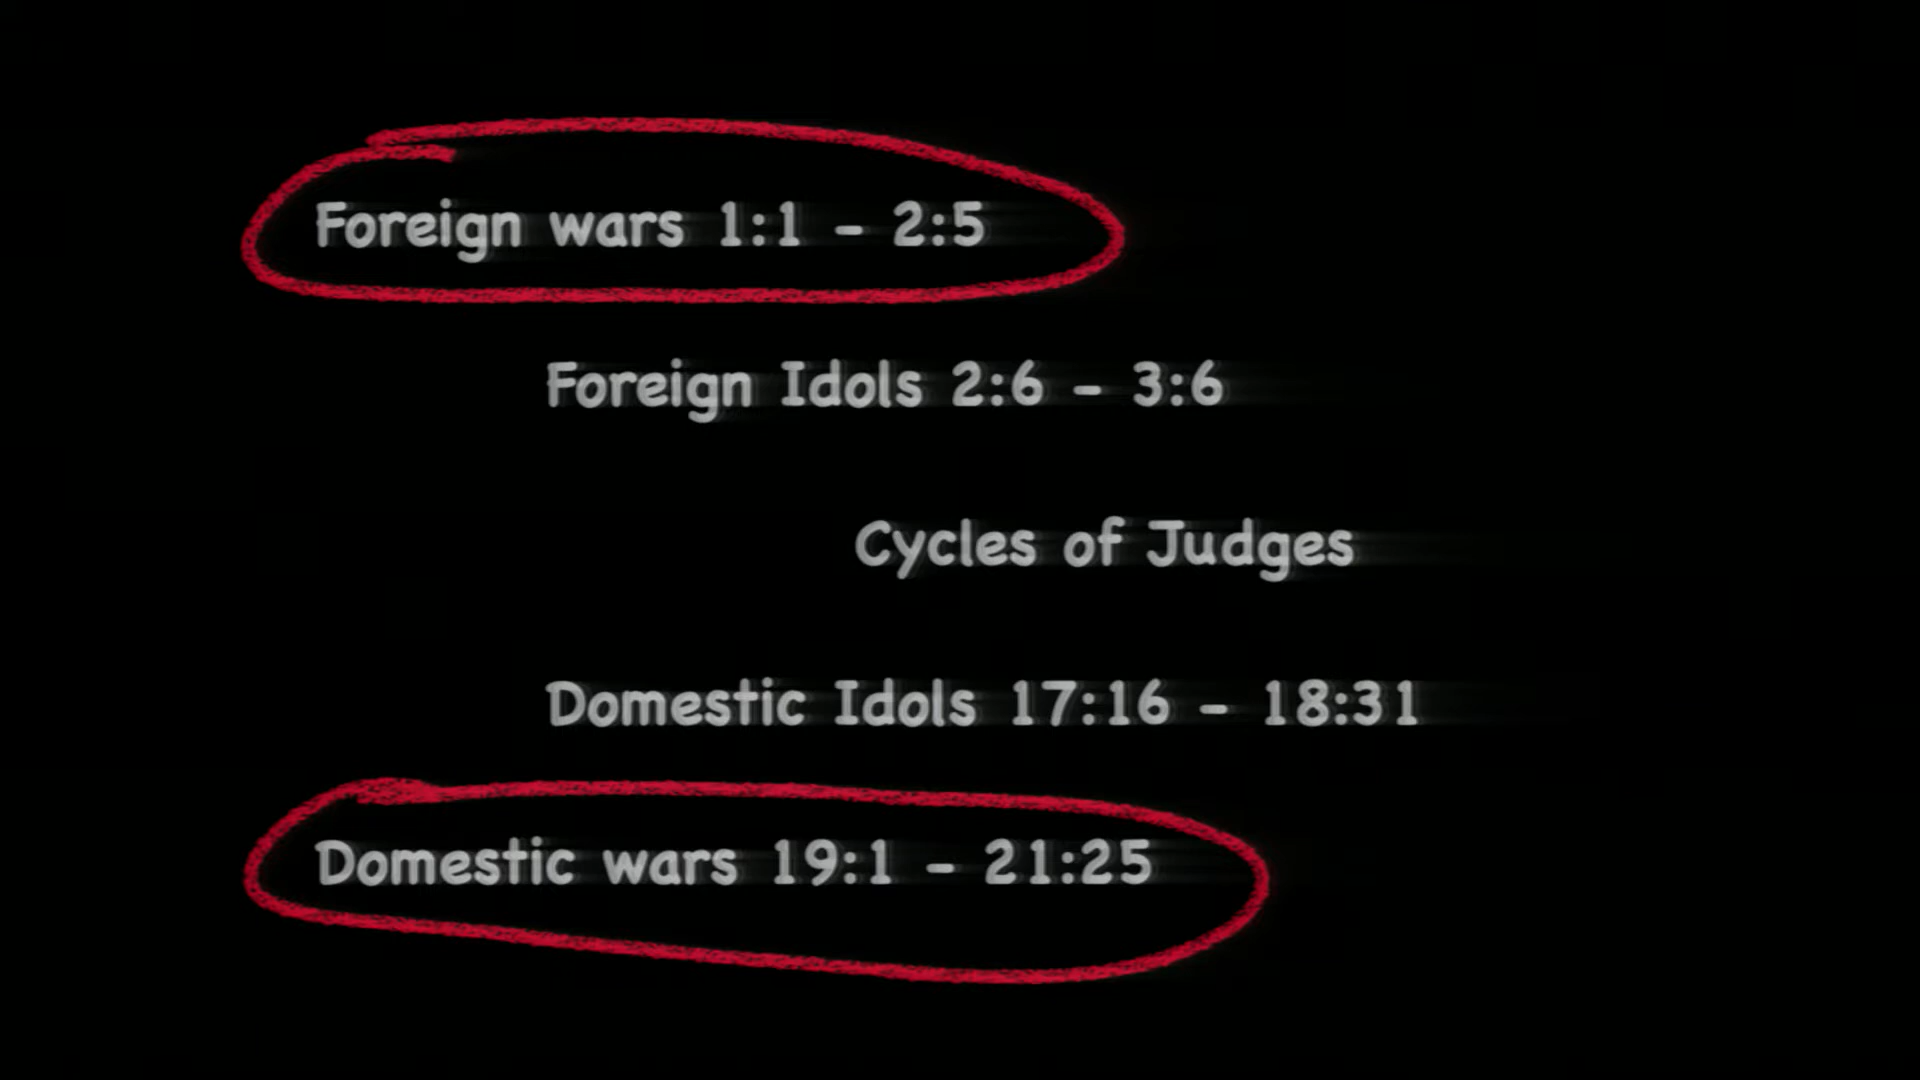 Foreign wars 1:1 - 2:5
Foreign Idols 2:6 - 3:6
Cycles of Judges
Domestic Idols 17:16 - 18:31
Domestic wars 19:1 - 21:25